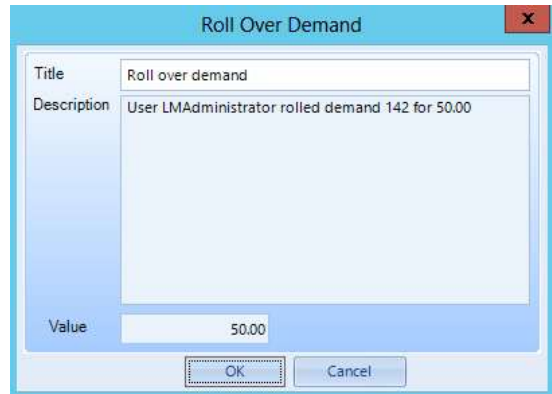 Roll Over Demand
x
Title Roll over demand
Description User LMAdministrator rolled demand 142 for 50.00
Value 50.00
OK Cancel